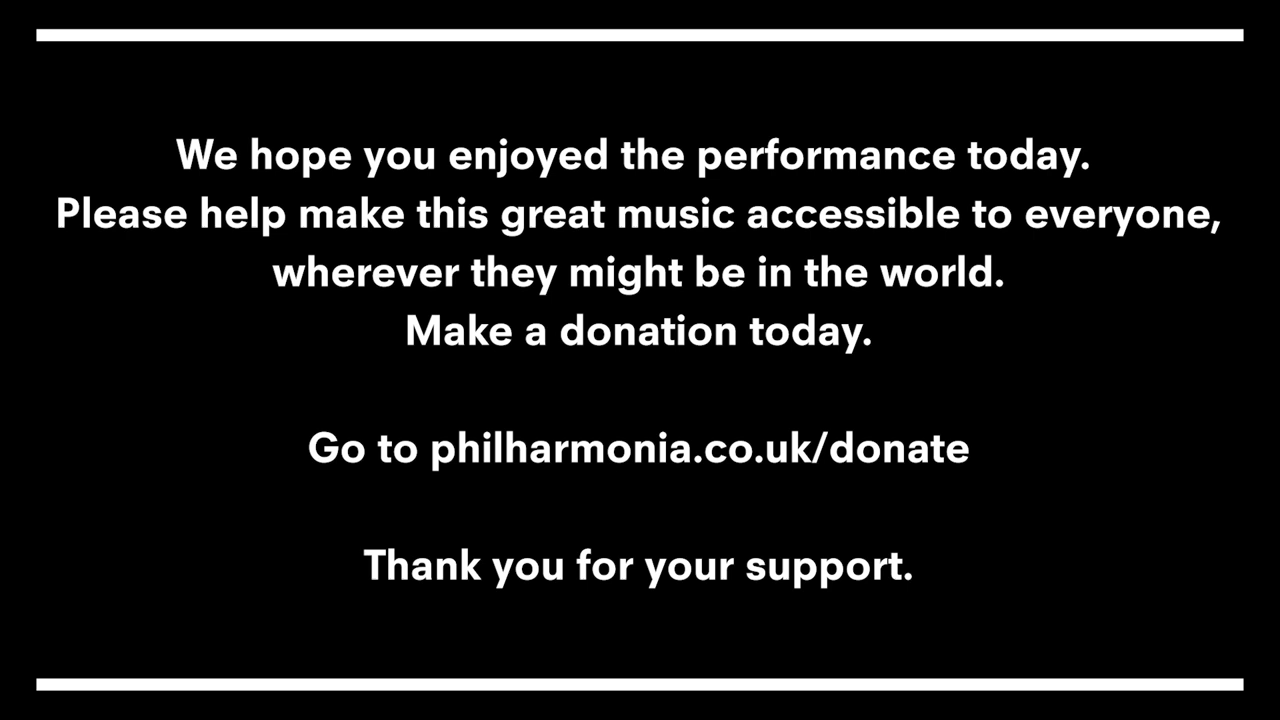 We hope you enjoyed the performance today.
Please help make this great music accessible to everyone,
wherever they might be in the world.
Make a donation today.
Go to philharmonia.co.uk/donate
Thank you for your support.